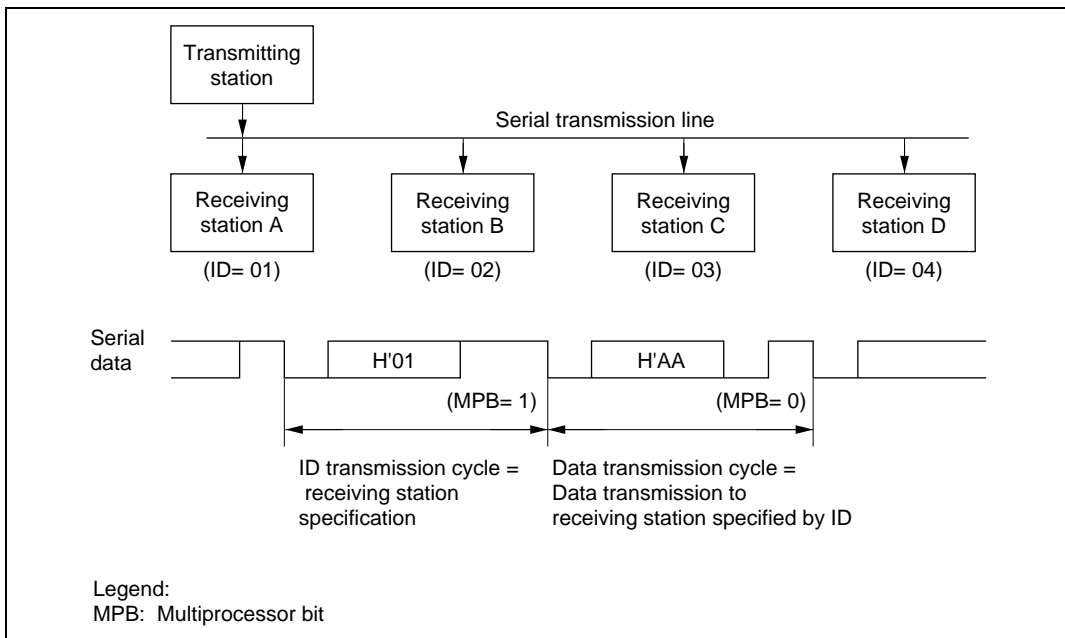 Transmitting
station
Serial transmission line
Receiving
station A
(ID= 01)
Receiving
station B
(ID= 02)
Receiving
station C
(ID= 03)
Receiving
station D
(ID= 04)
Serial
data
H'01
H'AA
(MPB= 1)
(MPB= 0)
ID transmission cycle =
receiving station
specification
Data transmission cycle =
Data transmission to
receiving station specified by ID
Legend:
MPB: Multiprocessor bit